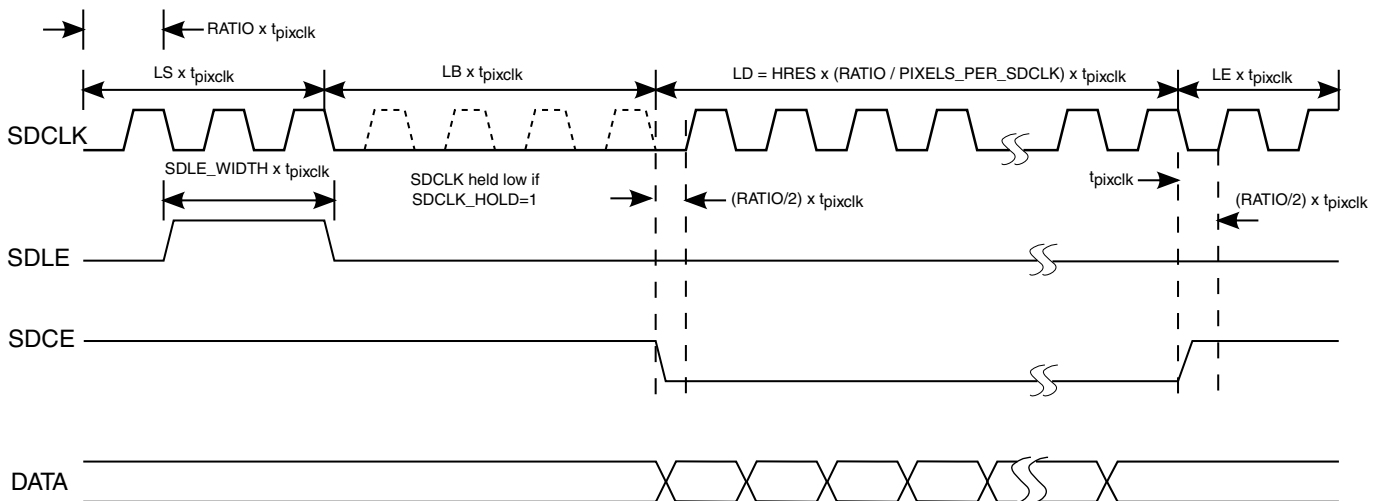 RATIO x tpixclk
LS x tpixclk
LB x tpixclk
LD = HRES x (RATIO / PIXELS_PER_SDCLK) x tpixclk
LE x tpixclk
SDCLK
SDLE_WIDTH x tpixclk
SDCLK held low if
SDCLK_HOLD=1
(RATIO/2) x tpixclk
tpixclk
(RATIO/2) x tpixclk
SDLE
SDCE
DATA